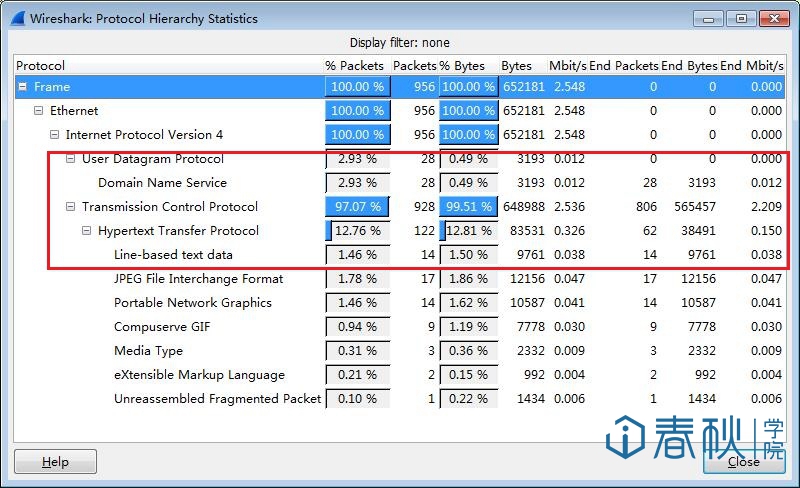 Wireshark: Protocol Hierarchy Statistics
Display filter: none
Protocol % Packets Packets % Bytes Bytes Mbit/s End Packets End Bytes End Mbit/s
Frame 100.00 % 956 100.00 % 652181 2.548 0 0 0.000
Ethernet 100.00 % 956 100.00 % 652181 2.548 0 0 0.000
Internet Protocol Version 4 100.00 % 956 100.00 % 652181 2.548 0 0 0.000
User Datagram Protocol 2.93 % 28 0.49 % 3193 0.012 0 0 0.000
Domain Name Service 2.93 % 28 0.49 % 3193 0.012 28 3193 0.012
Transmission Control Protocol 97.07 % 928 99.51 % 648988 2.536 806 565457 2.209
Hypertext Transfer Protocol 12.76 % 122 12.81 % 83531 0.326 62 38491 0.150
Line-based text data 1.46 % 14 1.50 % 9761 0.038 14 9761 0.038
JPEG File Interchange Format 1.78 % 17 1.86 % 12156 0.047 17 12156 0.047
Portable Network Graphics 1.46 % 14 1.62 % 10587 0.041 14 10587 0.041
Compuserve GIF 0.94 % 9 1.19 % 7778 0.030 9 7778 0.030
Media Type 0.31 % 3 0.36 % 2332 0.009 3 2332 0.009
eXtensible Markup Language 0.21 % 2 0.15 % 992 0.004 2 992 0.004
Unreassembled Fragmented Packet 0.10 % 1 0.22 % 1434 0.006 1 1434 0.006
春秋学院
Help Close